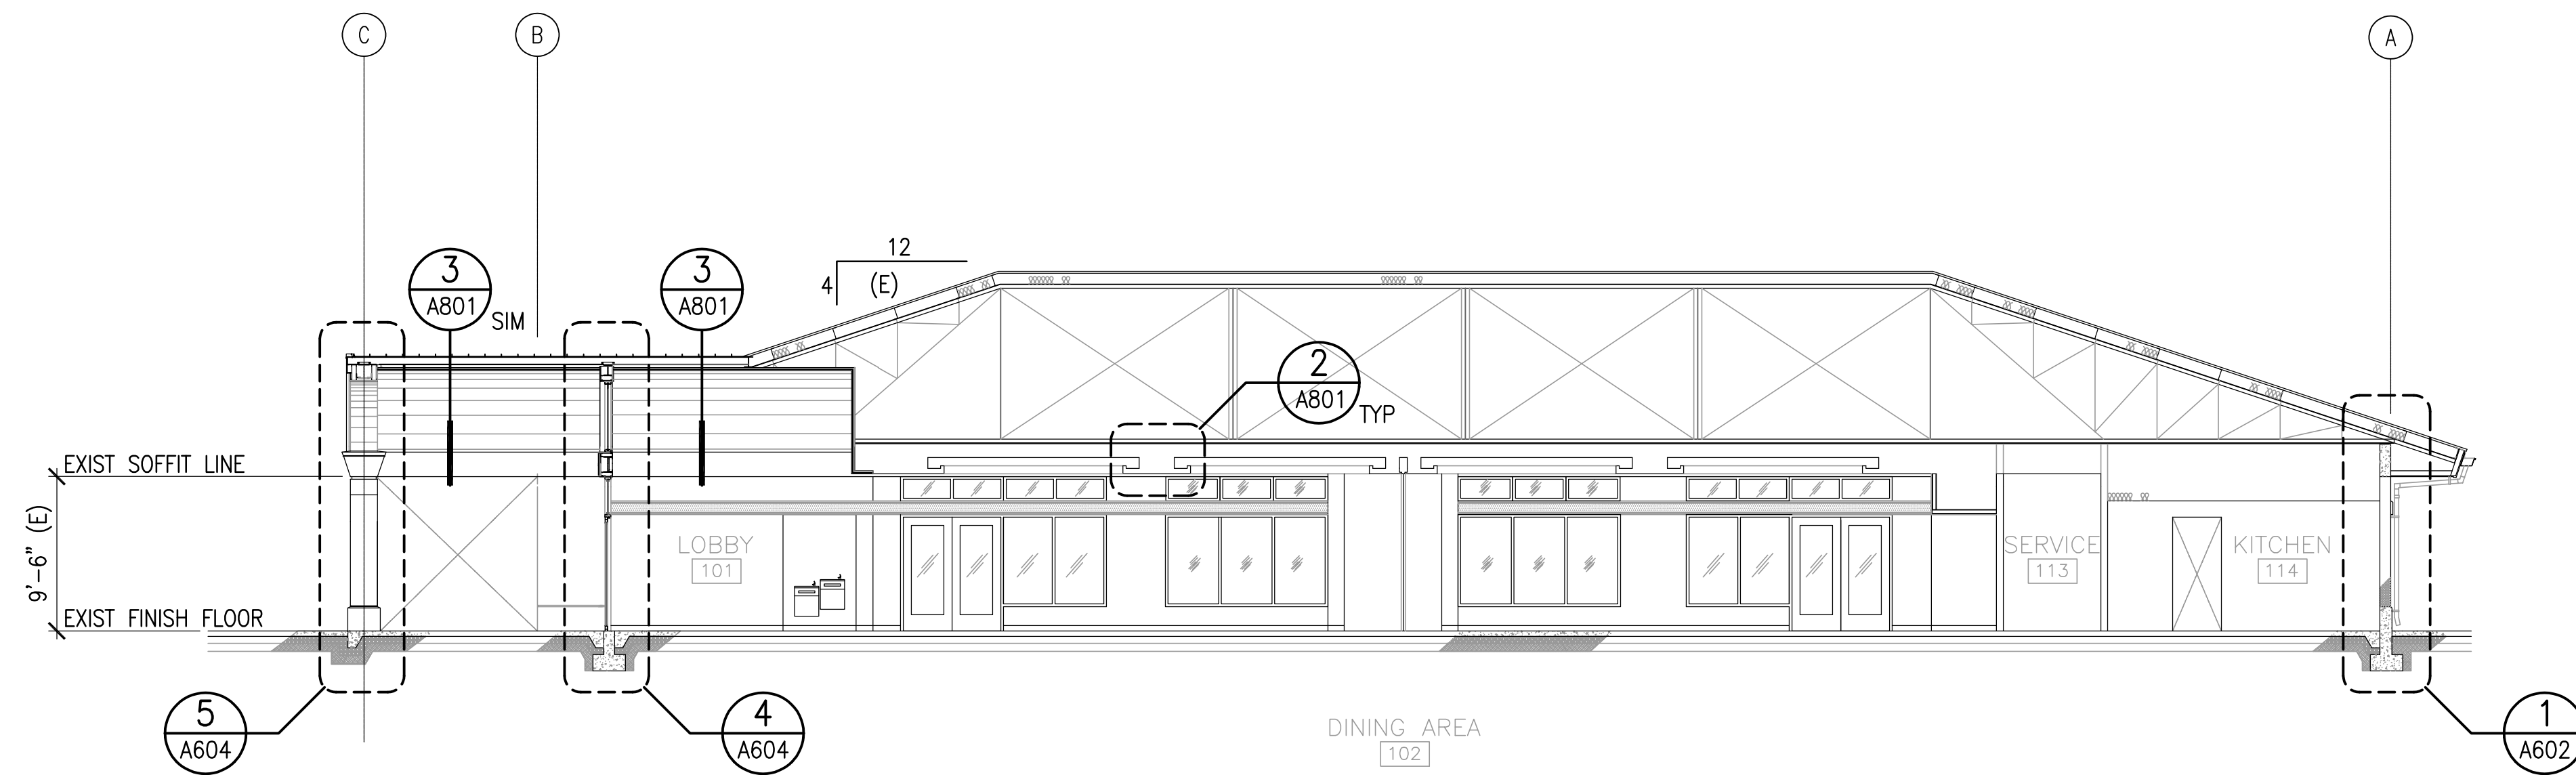 C
B
A
12
4
(E)
3
A801
SIM
3
A801
2
A801
TYP
EXIST SOFFIT LINE
9'-6" (E)
LOBBY
101
SERVICE
113
KITCHEN
114
EXIST FINISH FLOOR
5
A604
4
A604
DINING AREA
102
1
A602